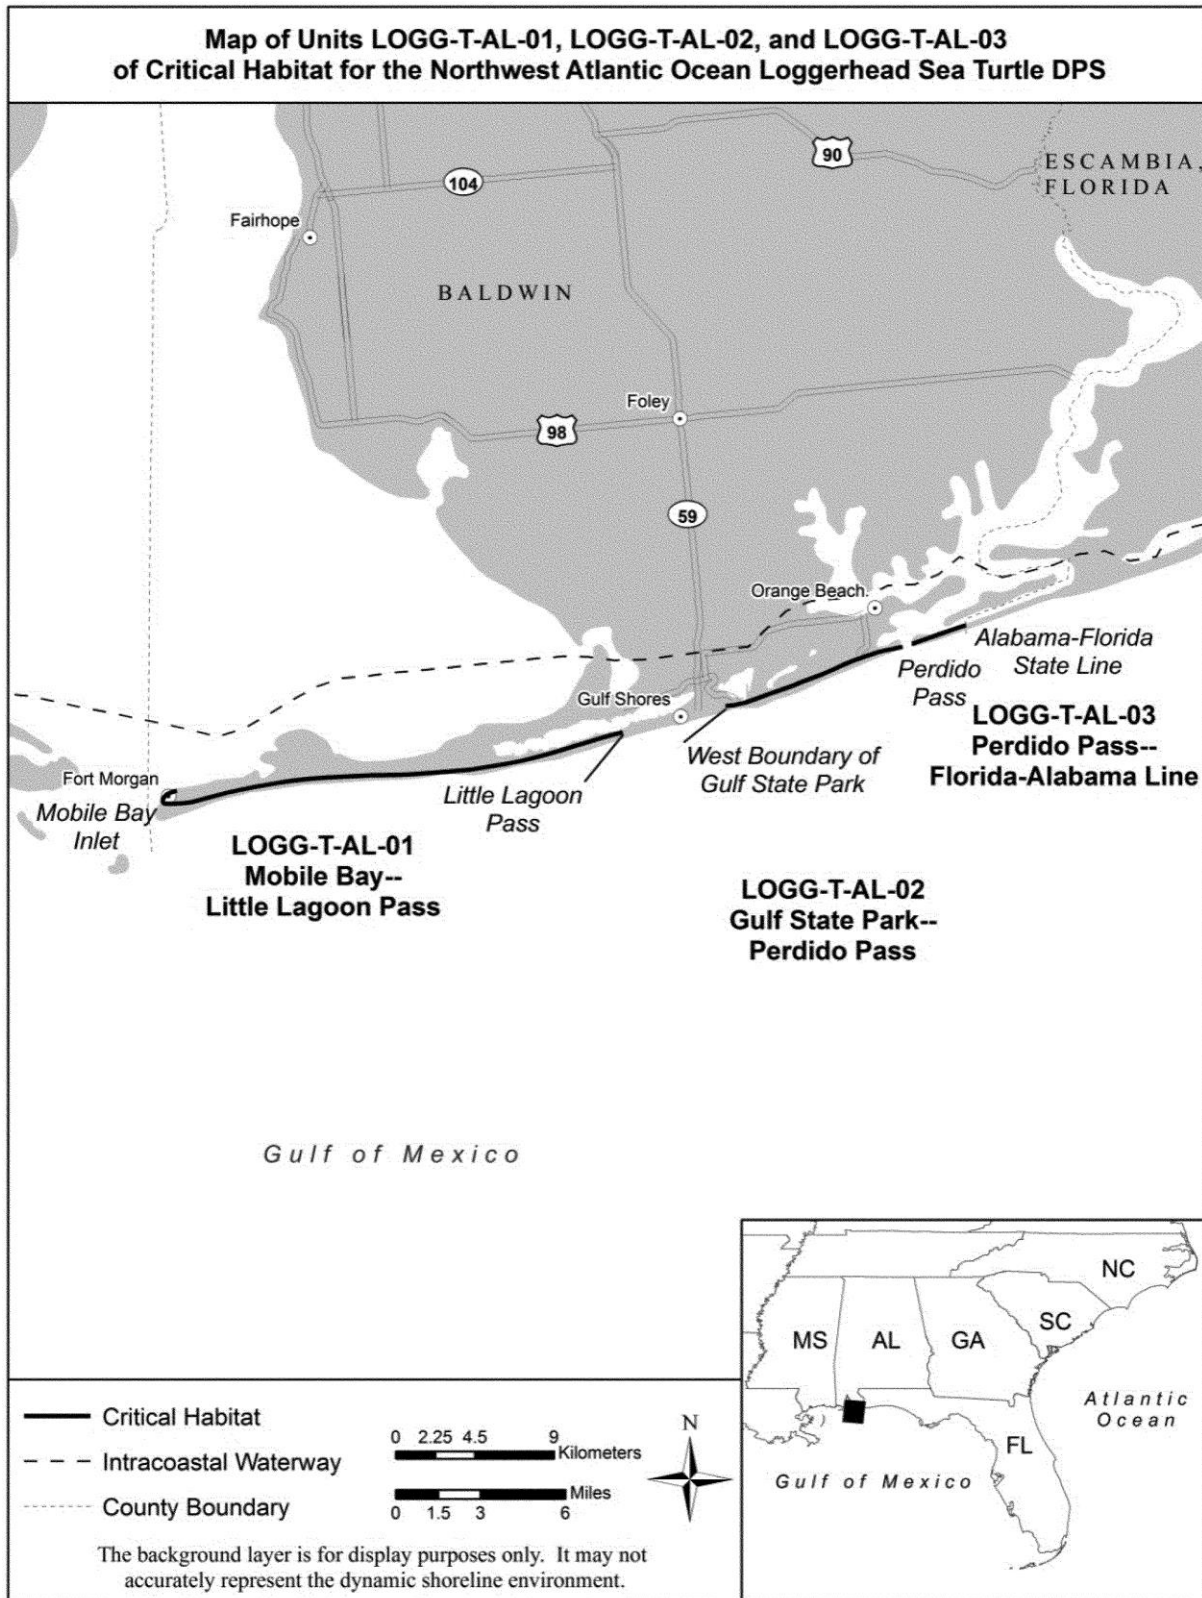 Map of Units LOGG-T-AL-01, LOGG-T-AL-02, and LOGG-T-AL-03
of Critical Habitat for the Northwest Atlantic Ocean Loggerhead Sea Turtle DPS
90
ESCAMBIA,
FLORIDA
104
Fairhope
BALDWIN
Foley
98
59
Orange Beach
Alabama-Florida
State Line
Perdido
Pass
Gulf Shores
LOGG-T-AL-03
Perdido Pass--
Florida-Alabama Line
West Boundary of
Gulf State Park
Fort Morgan
Mobile Bay
Inlet
Little Lagoon
Pass
LOGG-T-AL-01
Mobile Bay--
Little Lagoon Pass
LOGG-T-AL-02
Gulf State Park--
Perdido Pass
Gulf of Mexico
NC
SC
MS
AL
GA
Atlantic
Ocean
FL
Gulf of Mexico
Critical Habitat
Intracoastal Waterway
County Boundary
0 2.25 4.5 9
Kilometers
Miles
0 1.5 3 6
N
The background layer is for display purposes only. It may not
accurately represent the dynamic shoreline environment.